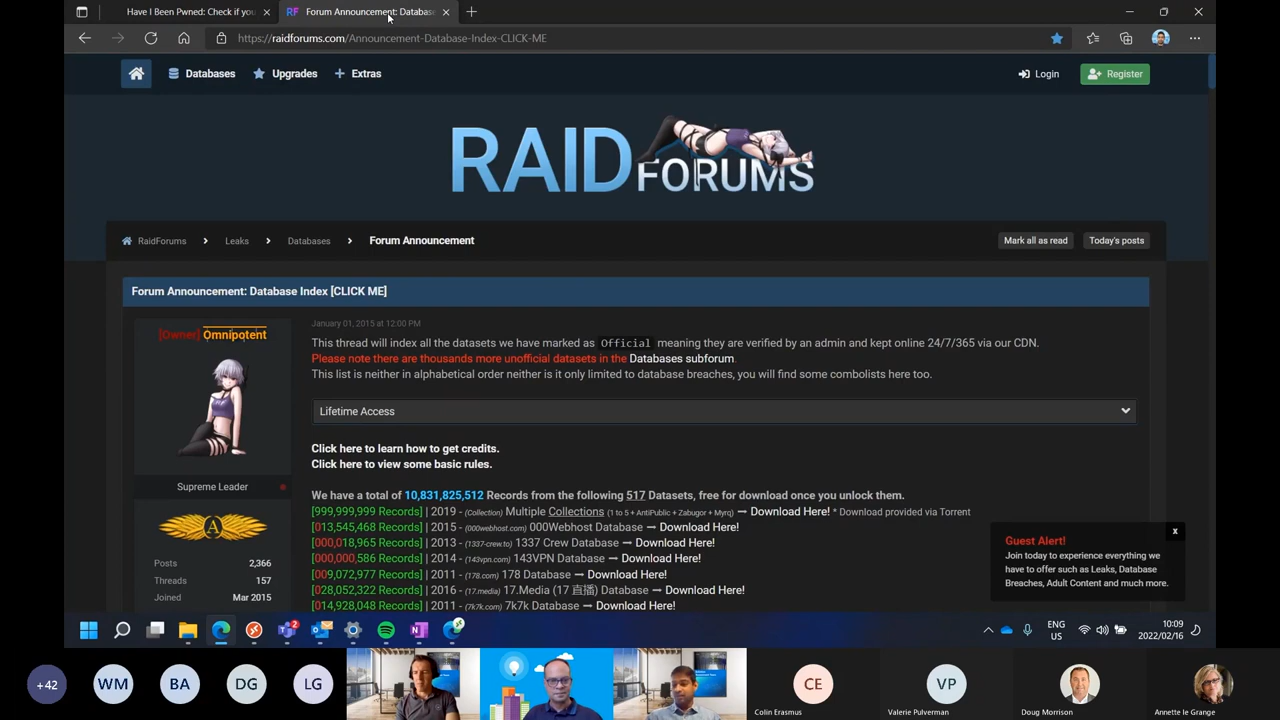 Have I Been Pwned: Check if you
RF Forum Announcement: Database
https://raidforums.com/Announcement-Database-Index-CLICK-ME
Databases
Upgrades
Extras
Login
Register
RAID FORUMS
RaidForums
Leaks
Databases
Forum Announcement
Mark all as read
Today's posts
Forum Announcement: Database Index [CLICK ME]
[Owner] Omnipotent
Supreme Leader
A
Posts 2,366
Threads 157
Joined Mar 2015
January 01, 2015 at 12:00 PM
This thread will index all the datasets we have marked as Official meaning they are verified by an admin and kept online 24/7/365 via our CDN.
Please note there are thousands more unofficial datasets in the Databases subforum.
This list is neither in alphabetical order neither is it only limited to database breaches, you will find some combolists here too.
Lifetime Access
Click here to learn how to get credits.
Click here to view some basic rules.
We have a total of 10,831,825,512 Records from the following 517 Datasets, free for download once you unlock them.
[999,999,999 Records] | 2019 - (Collection) Multiple Collections (1 to 5 + AntiPublic + Zabugor + Myrq) → Download Here! * Download provided via Torrent
[013,545,468 Records] | 2015 - (000webhost.com) 000Webhost Database → Download Here!
[000,018,965 Records] | 2013 - (1337-crew.to) 1337 Crew Database → Download Here!
[000,000,586 Records] | 2014 - (143vpn.com) 143VPN Database → Download Here!
[009,072,977 Records] | 2011 - (178.com) 178 Database → Download Here!
[028,052,322 Records] | 2016 - (17.media) 17.Media (17 直播) Database → Download Here!
[014,928,048 Records] | 2011 - (7k7k.com) 7k7k Database → Download Here!
x
Guest Alert!
Join today to experience everything we
have to offer such as Leaks, Database
Breaches, Adult Content and much more.
2
ENG
US
10:09
2022/02/16
+42
WM
BA
DG
LG
CE
Colin Erasmus
VP
Valerie Pulverman
Doug Morrison
Annette le Grange